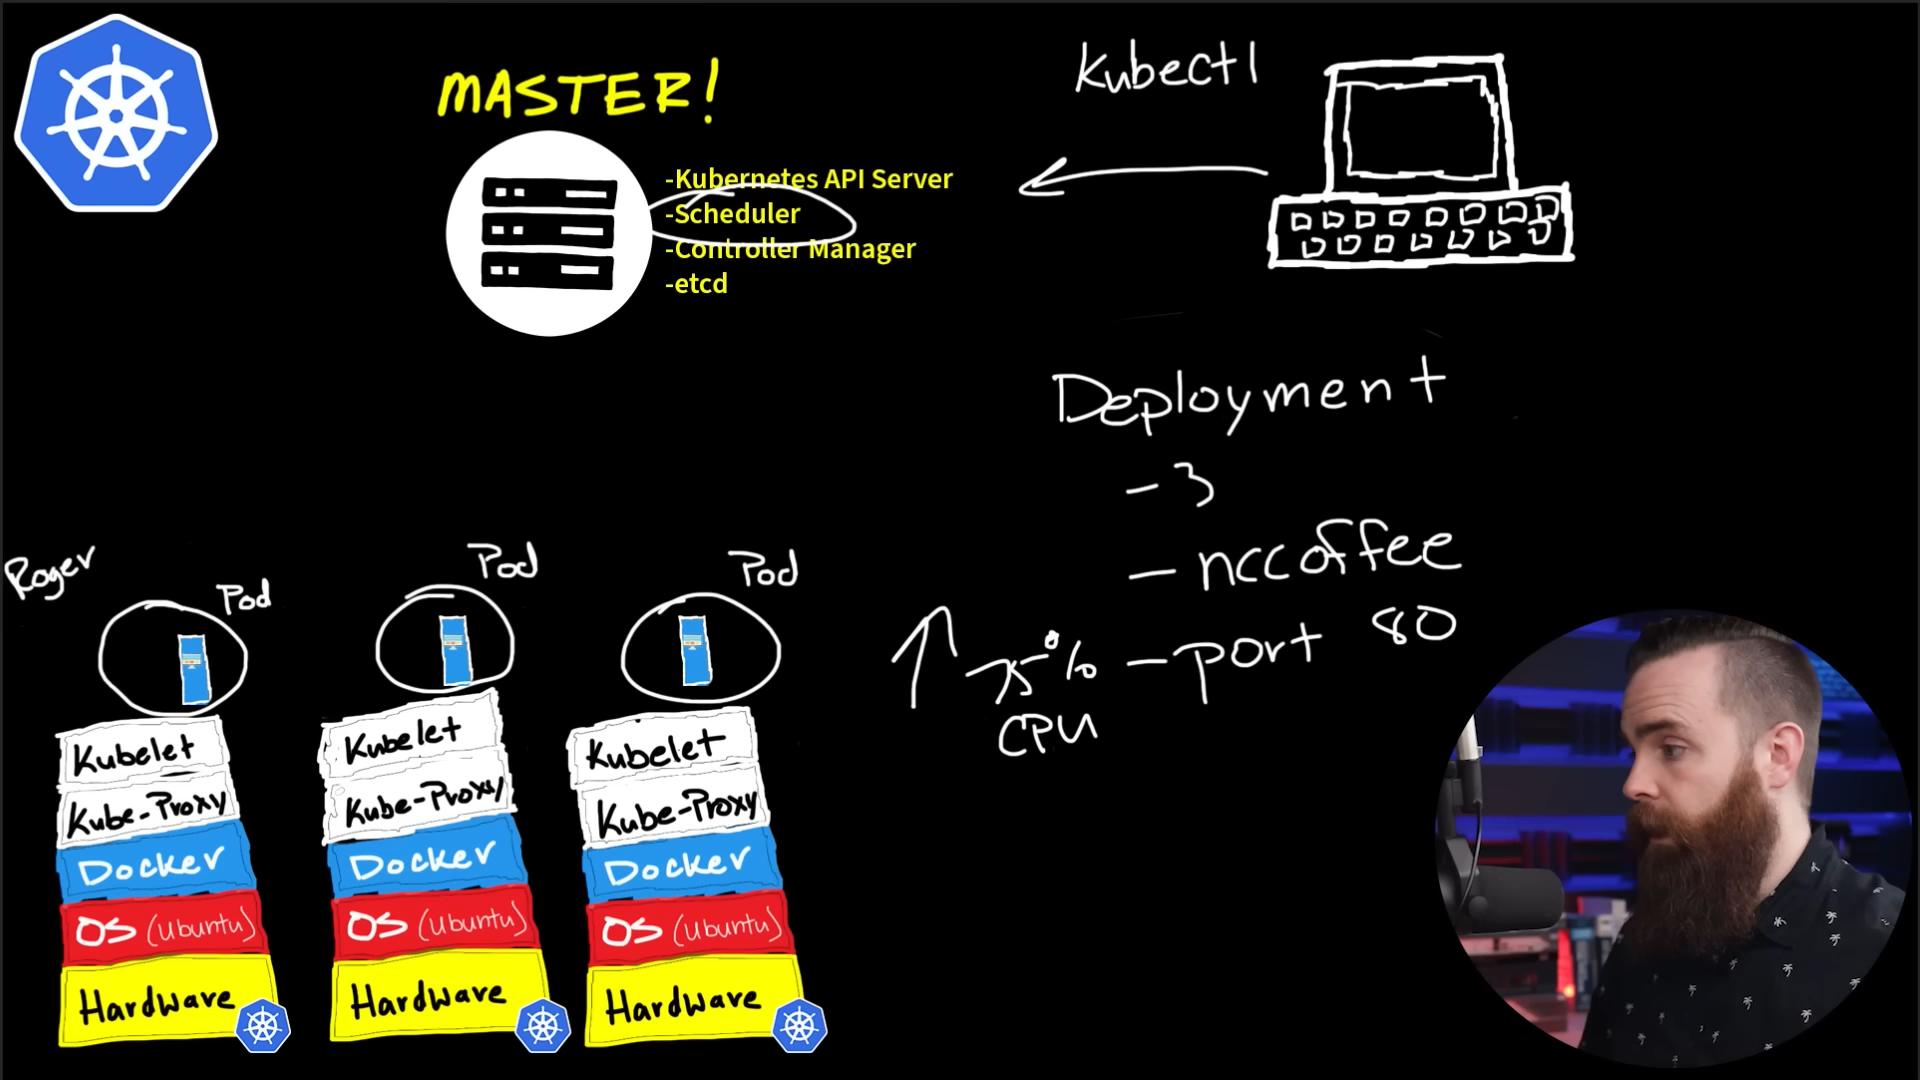 MASTER!
Kubectl
-Kubernetes API Server
-Scheduler
-Controller Manager
-etcd
Deployment
- 3
- nccoffee
- port 80
75% 
CPU
Roger
Pod
Pod
Pod
Kubelet
Kube-Proxy
Docker
OS (Ubuntu)
Hardware
Kubelet
Kube-Proxy
Docker
OS (Ubuntu)
Hardware
Kubelet
Kube-Proxy
Docker
OS (Ubuntu)
Hardware